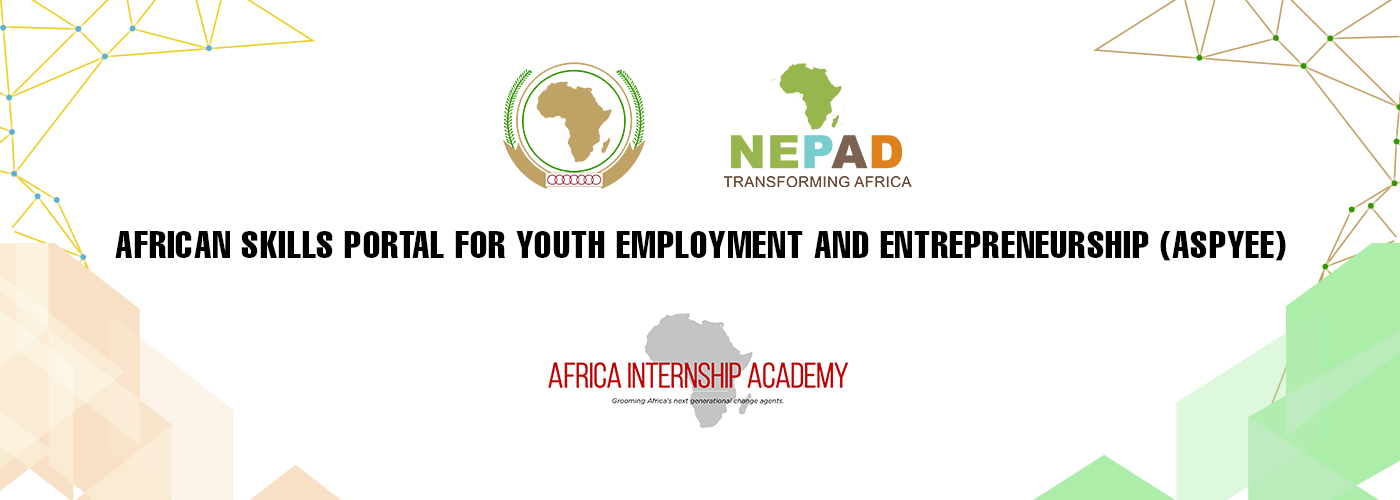 NEPAD
TRANSFORMING AFRICA
AFRICAN SKILLS PORTAL FOR YOUTH EMPLOYMENT AND ENTREPRENEURSHIP (ASPYEE)
AFRICA INTERNSHIP ACADEMY
Grooming Africa's next generational change agents.